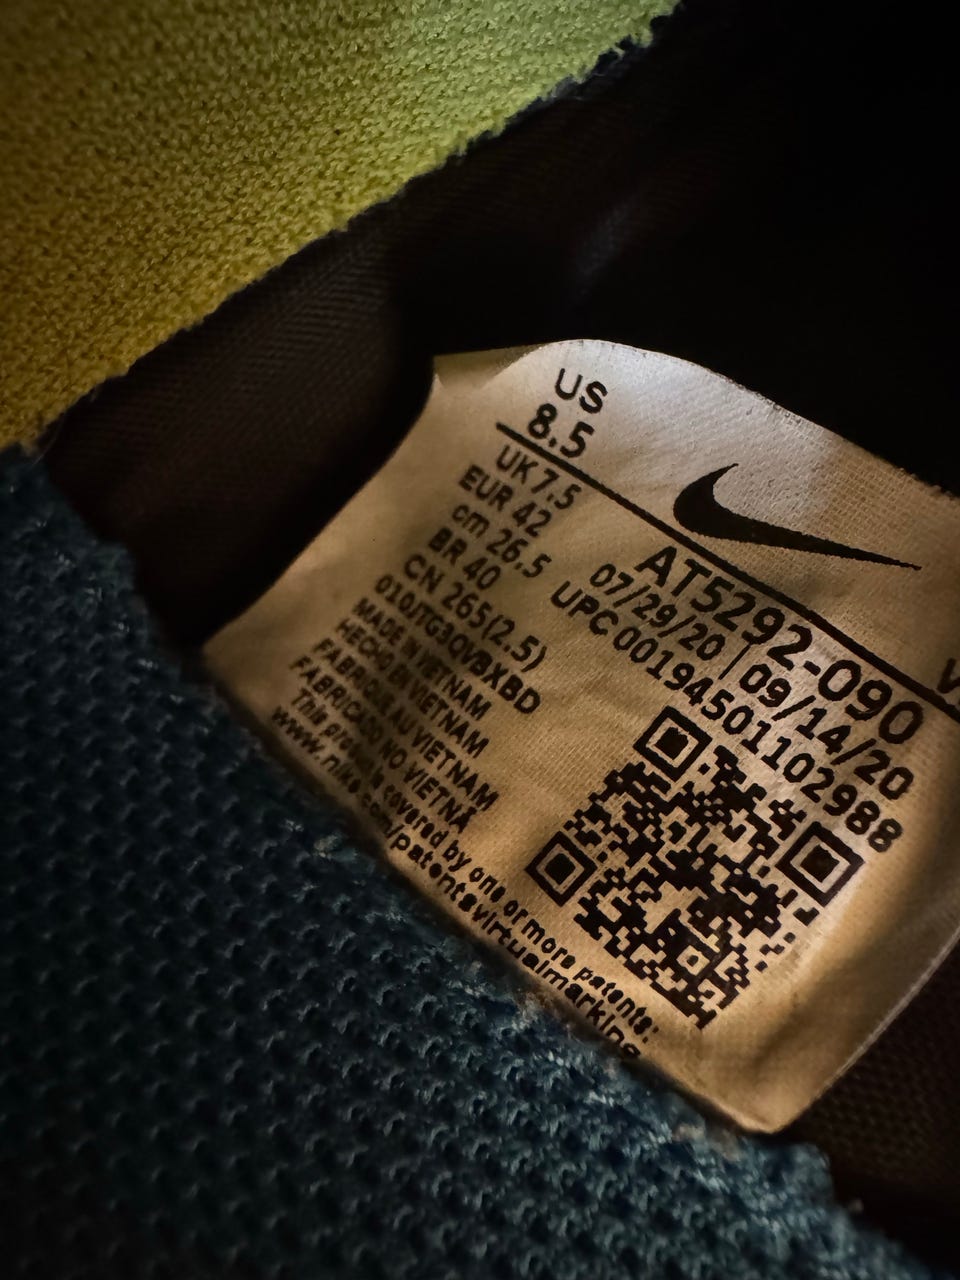 US
8.5
UK 7.5
EUR 42
cm 26.5
BR 40
CN 265(2.5)
010JTG3QVBXBD
MADE IN VIETNAM
HECHO EN VIETNAM
FABRIQUÉ AU VIETNAM
FABRICADO NO VIETNÃ
This product is covered by one or more patents:
www.nike.com/patentsvirtualmarking
AT5292-090
07/29/20 | 09/14/20
UPC 00194501102988